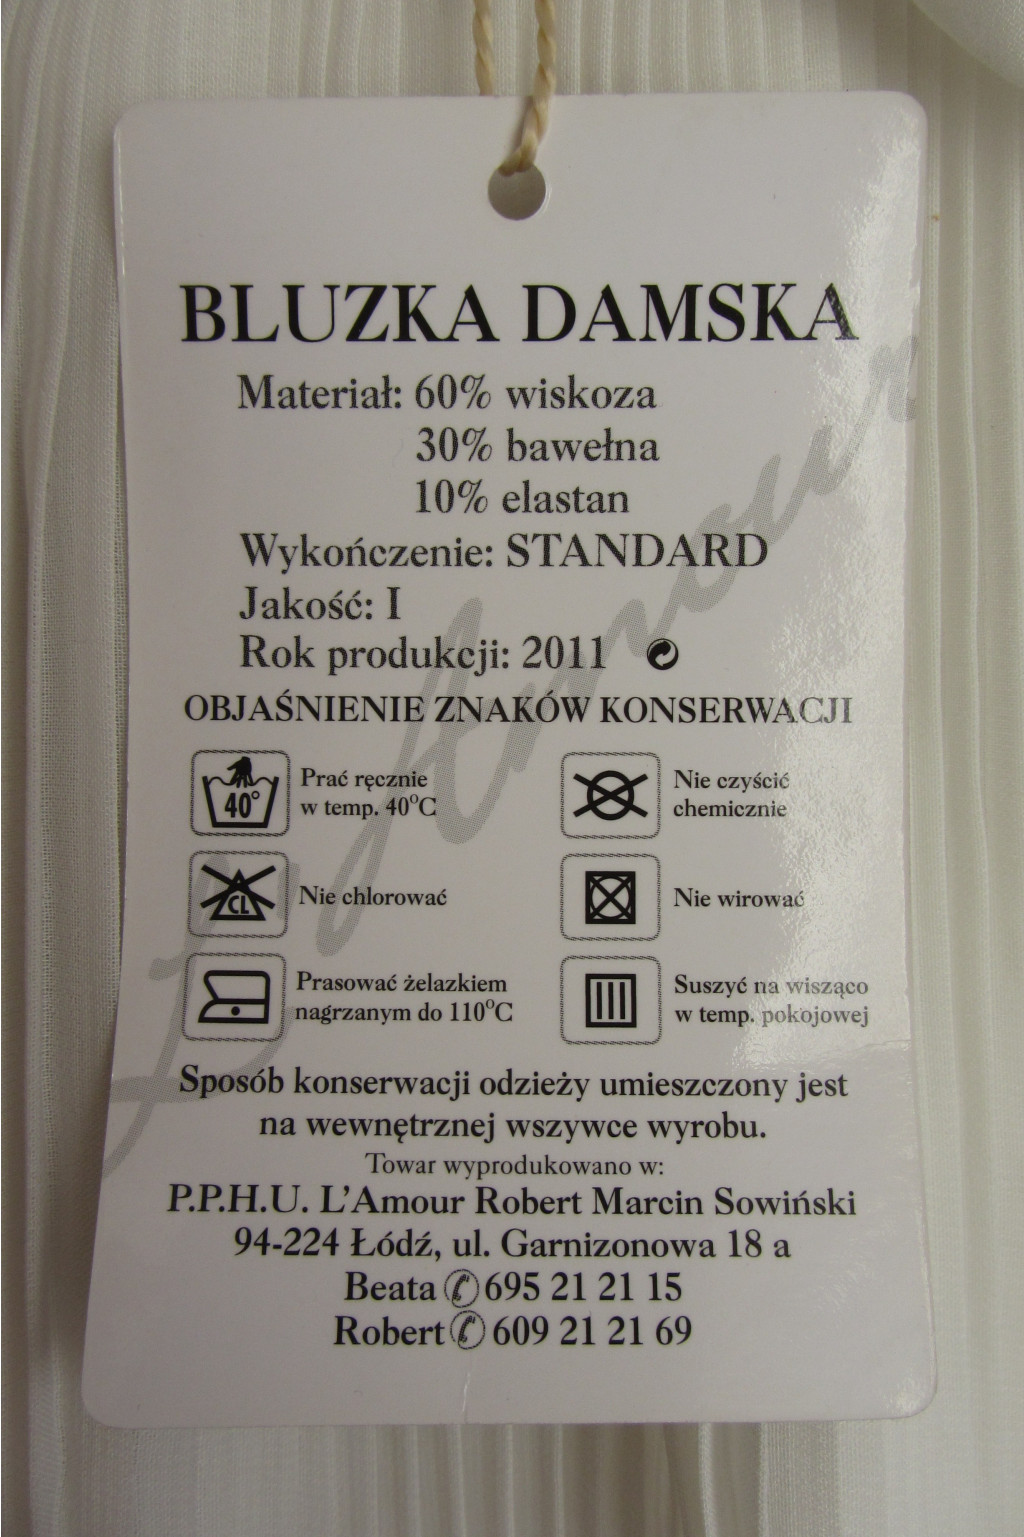 BLUZKA DAMSKA
Materiał: 60% wiskoza
30% bawełna
10% elastan
Wykończenie: STANDARD
Jakość: I
Rok produkcji: 2011
OBJAŚNIENIE ZNAKÓW KONSERWACJI
40° Prać ręcznie
w temp. 40°C
Nie czyścić
chemicznie
CL Nie chlorować
Nie wirować
Prasować żelazkiem
nagrzanym do 110°C
Suszyć na wisząco
w temp. pokojowej
Sposób konserwacji odzieży umieszczony jest
na wewnętrznej wszywce wyrobu.
Towar wyprodukowano w:
P.P.H.U. L'Amour Robert Marcin Sowiński
94-224 Łódź, ul. Garnizonowa 18 a
Beata ✆ 695 21 21 15
Robert ✆ 609 21 21 69
L'Amour